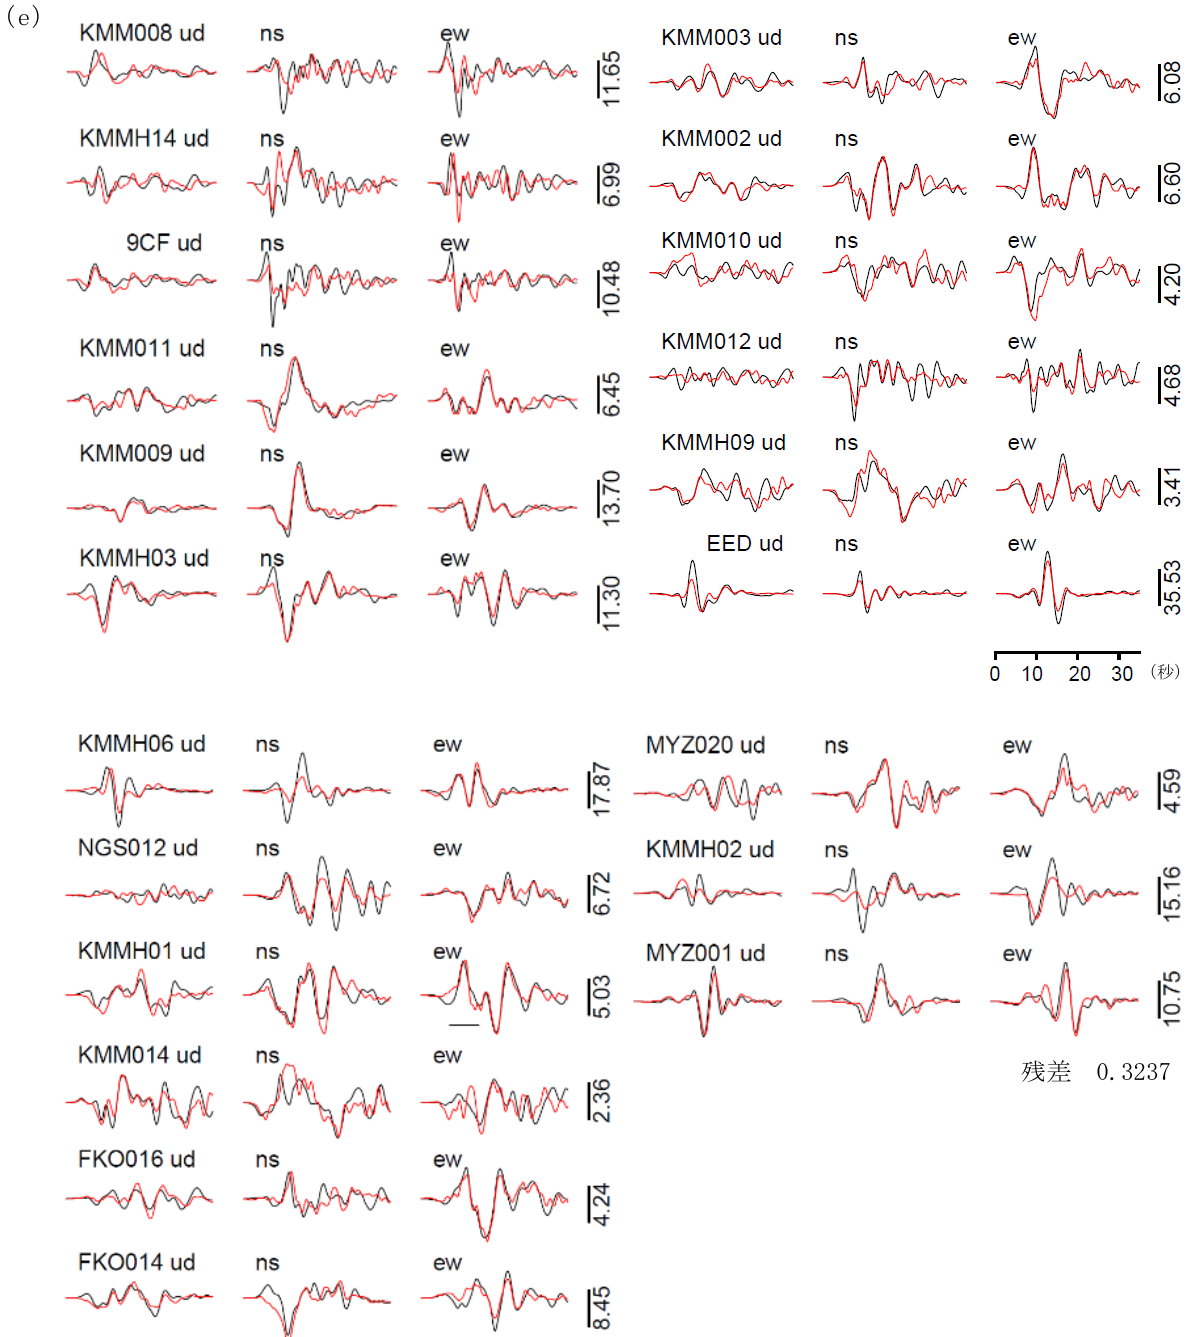 (e)
KMM008 ud ns ew 11.65
KMMH14 ud ns ew 6.99
9CF ud ns ew 10.48
KMM011 ud ns ew 6.45
KMM009 ud ns ew 13.70
KMMH03 ud ns ew 11.30
KMM003 ud ns ew 6.08
KMM002 ud ns ew 6.60
KMM010 ud ns ew 4.20
KMM012 ud ns ew 4.68
KMMH09 ud ns ew 3.41
EED ud ns ew 35.53
0 10 20 30 (秒)
KMMH06 ud ns ew 17.87
NGS012 ud ns ew 6.72
KMMH01 ud ns ew 5.03
KMM014 ud ns ew 2.36
FKO016 ud ns ew 4.24
FKO014 ud ns ew 8.45
MYZ020 ud ns ew 4.59
KMMH02 ud ns ew 15.16
MYZ001 ud ns ew 10.75
残差 0.3237